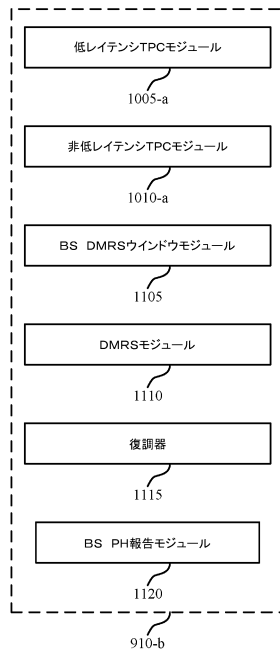 低レイテンシTPCモジュール
1005-a
非低レイテンシTPCモジュール
1010-a
BS DMRSウインドウモジュール
1105
DMRSモジュール
1110
復調器
1115
BS PH報告モジュール
1120
910-b